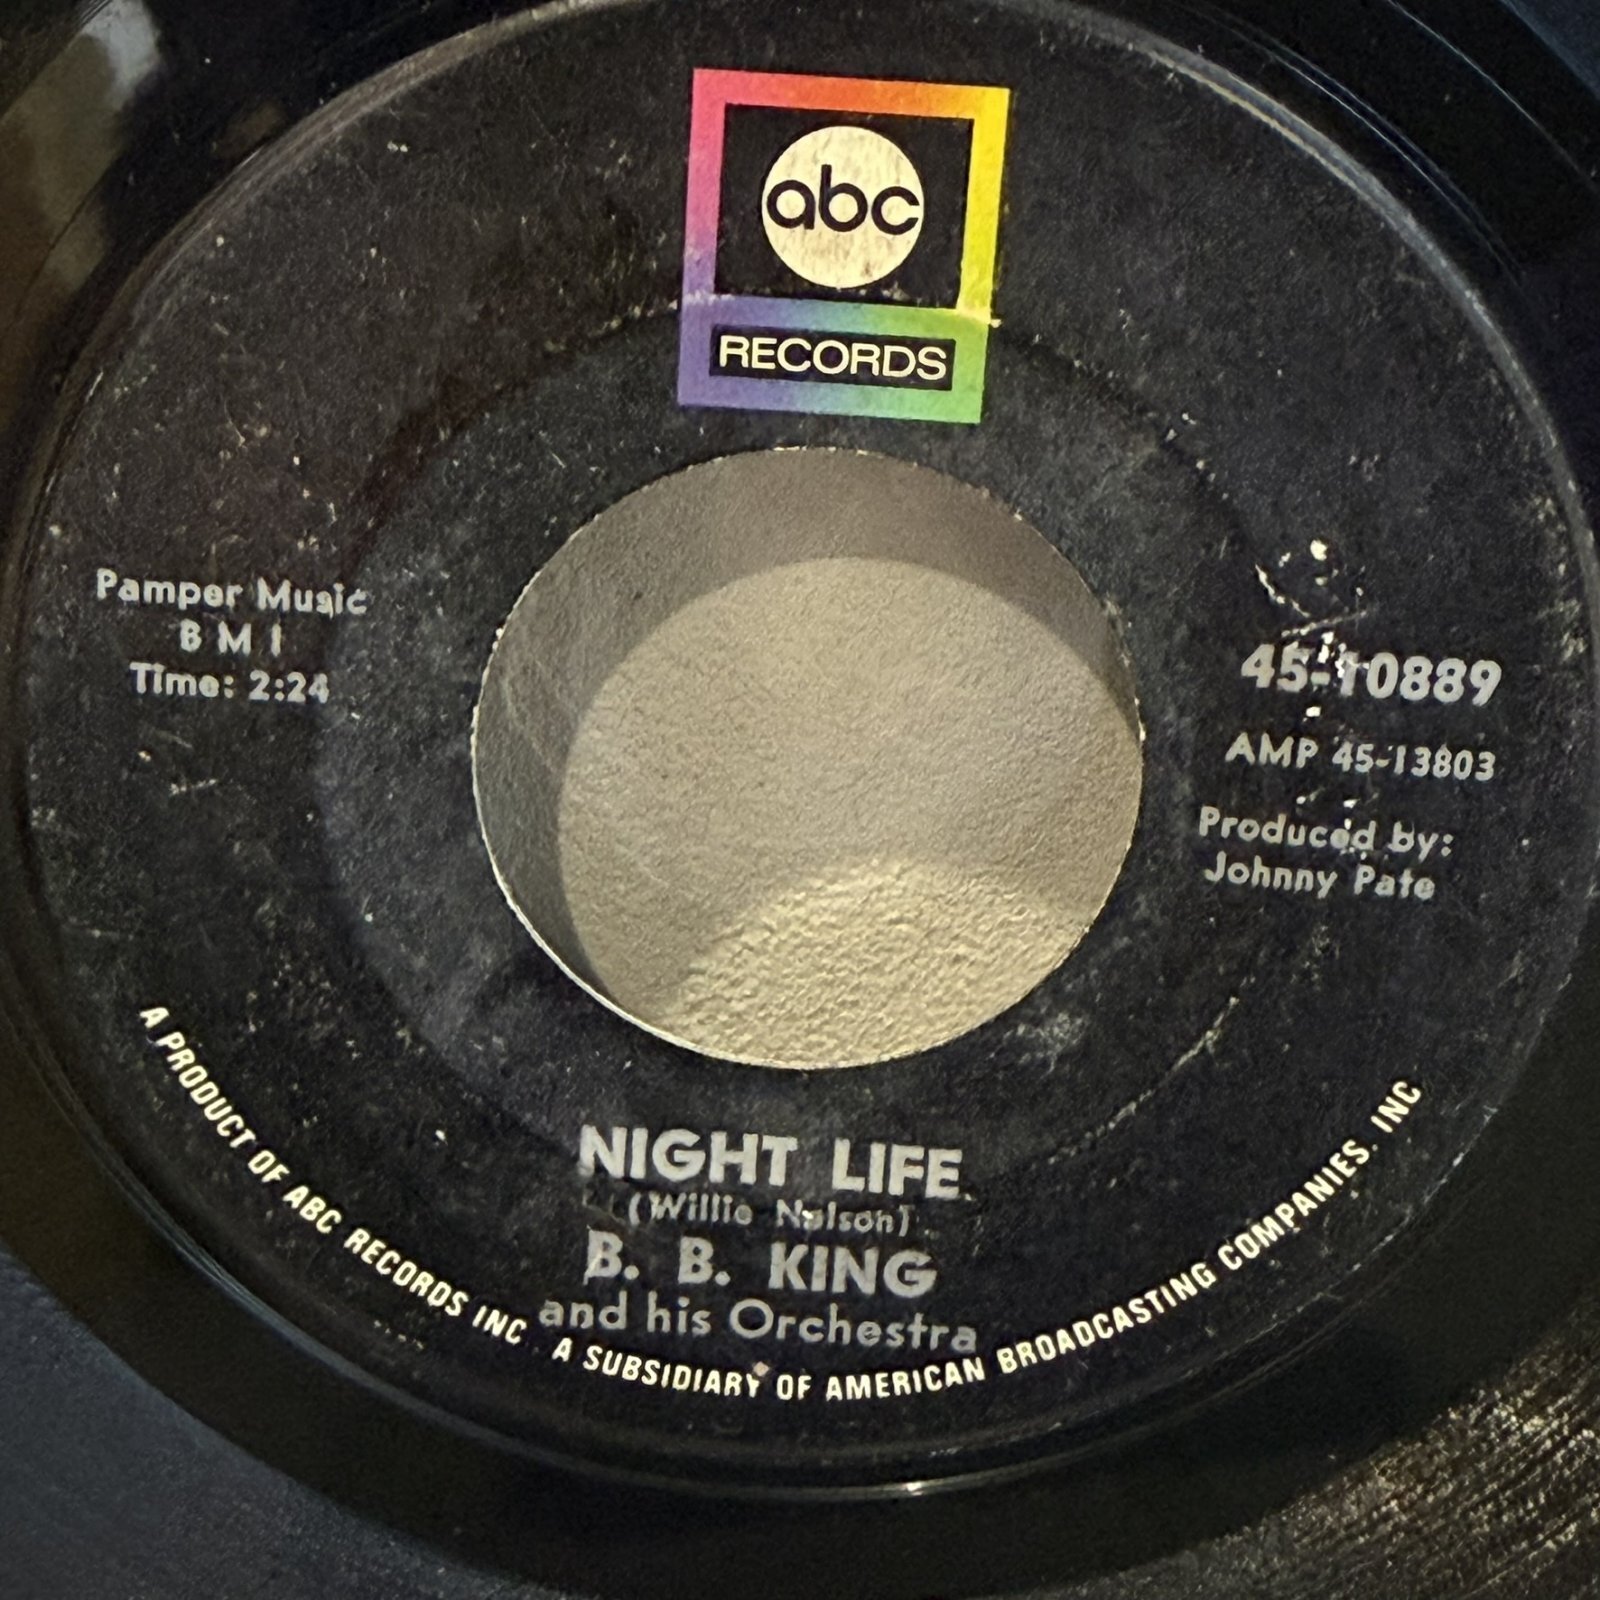 abc
RECORDS
Pamper Music
B M I
Time: 2:24
45-10889
AMP 45-13803
Produced by:
Johnny Pate
NIGHT LIFE
(Willie Nelson)
B. B. KING
and his Orchestra
A PRODUCT OF ABC RECORDS INC. A SUBSIDIARY OF AMERICAN BROADCASTING COMPANIES. INC